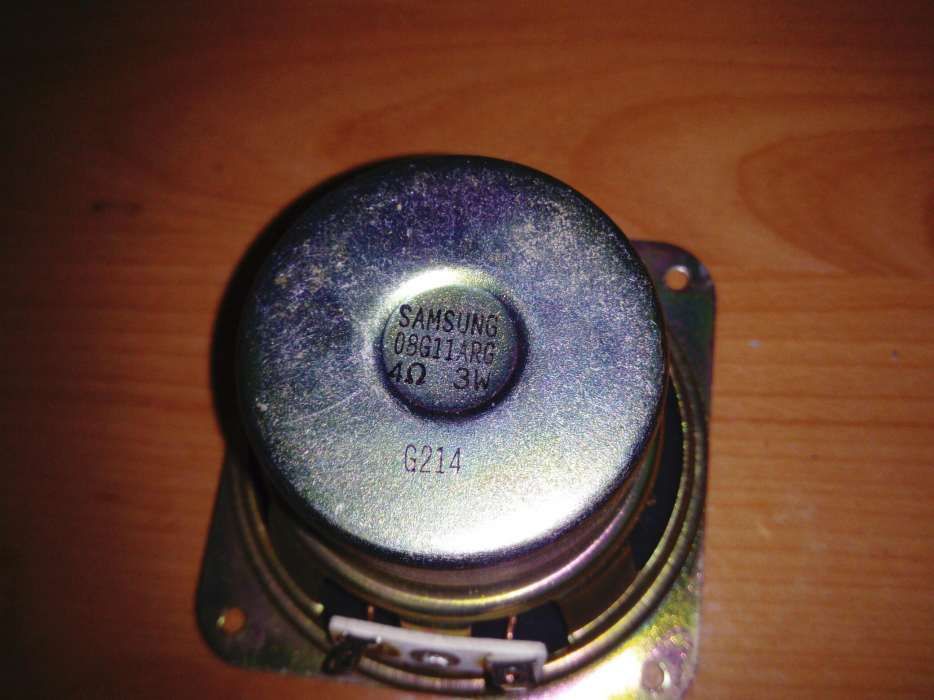 SAMSUNG
08G11ARG
4Ω 3W
G214